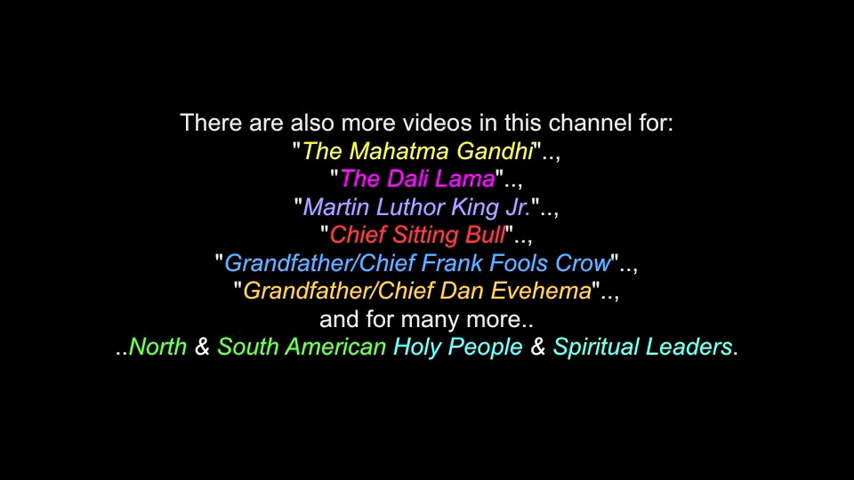 There are also more videos in this channel for:
"The Mahatma Gandhi"..,
"The Dali Lama"..,
"Martin Luthor King Jr."..,
"Chief Sitting Bull"..,
"Grandfather/Chief Frank Fools Crow"..,
"Grandfather/Chief Dan Evehema"..,
and for many more..
..North & South American Holy People & Spiritual Leaders.